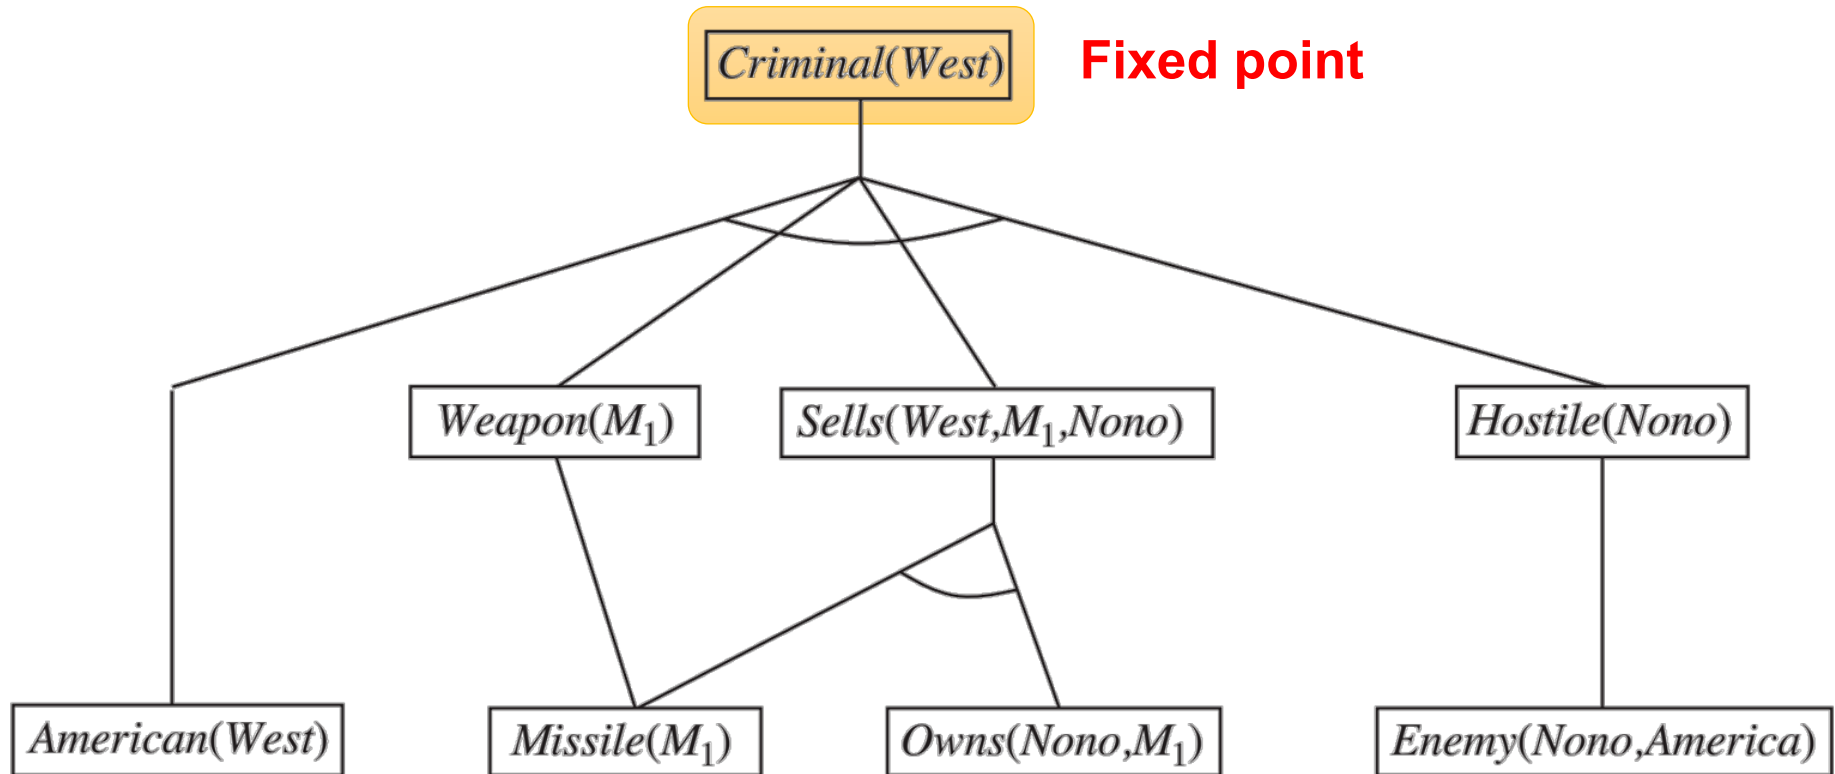 Criminal(West)
Fixed point
Weapon(M₁)
Sells(West,M₁,Nono)
Hostile(Nono)
American(West)
Missile(M₁)
Owns(Nono,M₁)
Enemy(Nono,America)